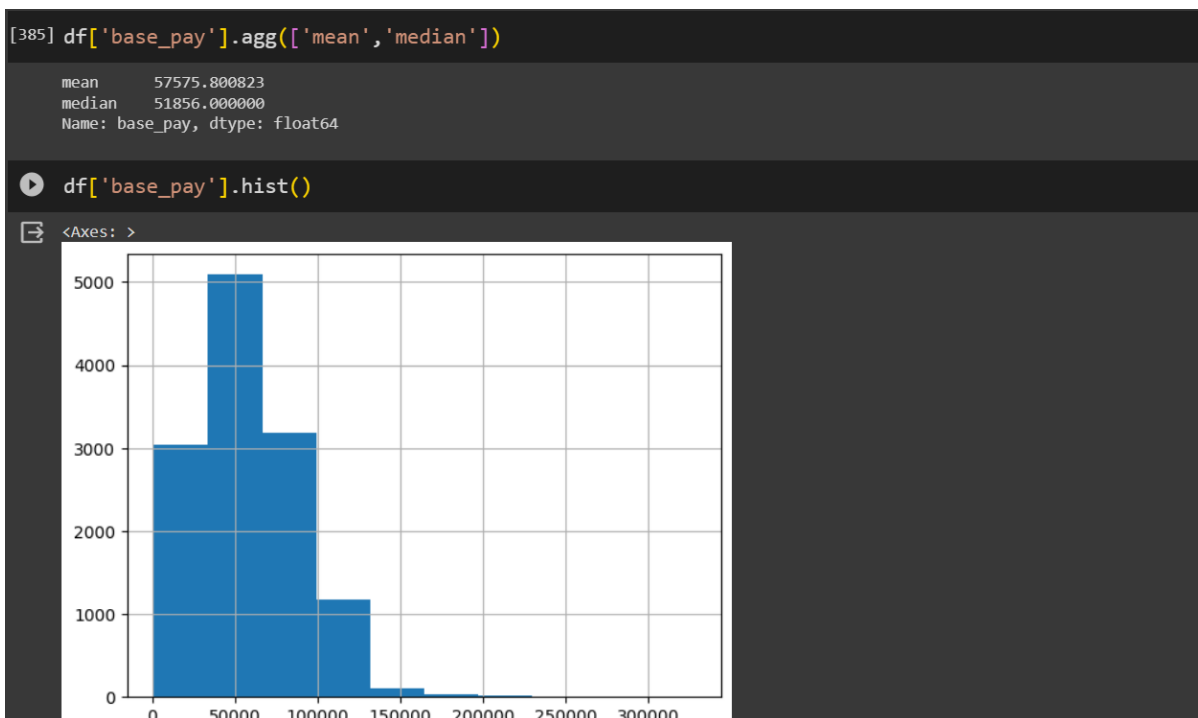 [385] df['base_pay'].agg(['mean','median'])
mean 57575.800823
median 51856.000000
Name: base_pay, dtype: float64
df['base_pay'].hist()
<Axes: >
5000
4000
3000
2000
1000
0
0 50000 100000 150000 200000 250000 300000